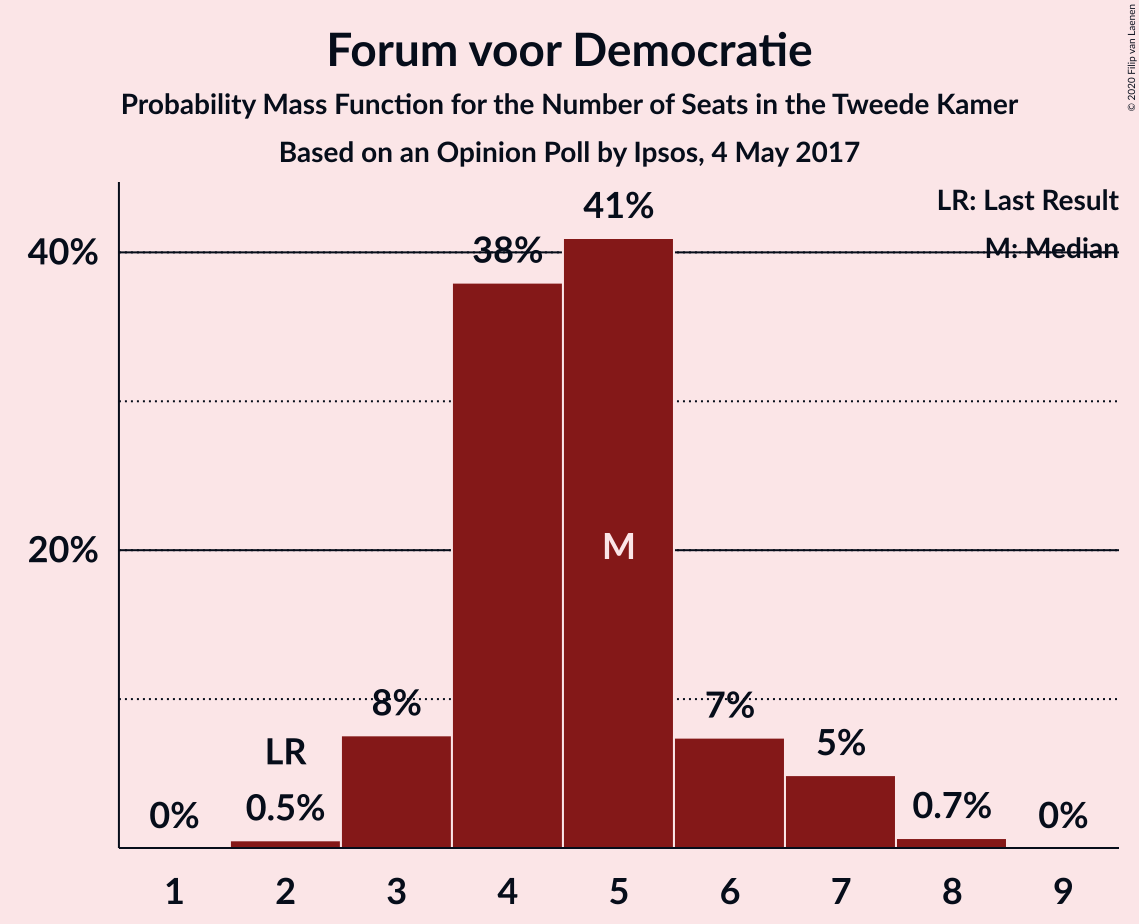 Forum voor Democratie
Probability Mass Function for the Number of Seats in the Tweede Kamer
Based on an Opinion Poll by Ipsos, 4 May 2017
© 2020 Filip van Laenen
LR: Last Result
M: Median
40%
20%
0%
LR
0.5%
8%
38%
41%
M
7%
5%
0.7%
0%
1 2 3 4 5 6 7 8 9